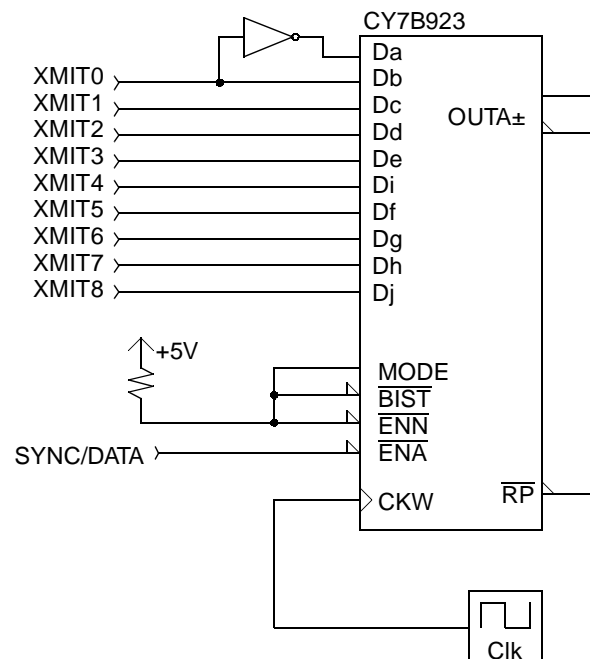 CY7B923
Da
XMIT0 Db
XMIT1 Dc
XMIT2 Dd
XMIT3 De
XMIT4 Di
XMIT5 Df
XMIT6 Dg
XMIT7 Dh
XMIT8 Dj
OUTA±
+5V
MODE
BIST
ENN
SYNC/DATA ENA
CKW RP
Clk